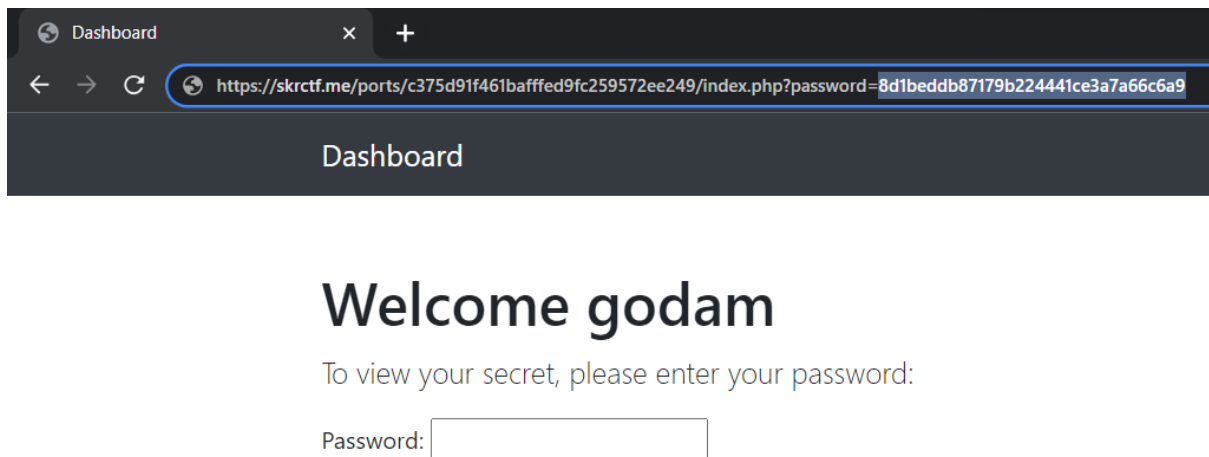 Dashboard
https://skrctf.me/ports/c375d91f461bafffed9fc259572ee249/index.php?password=8d1beddb87179b224441ce3a7a66c6a9
Dashboard
Welcome godam
To view your secret, please enter your password:
Password: